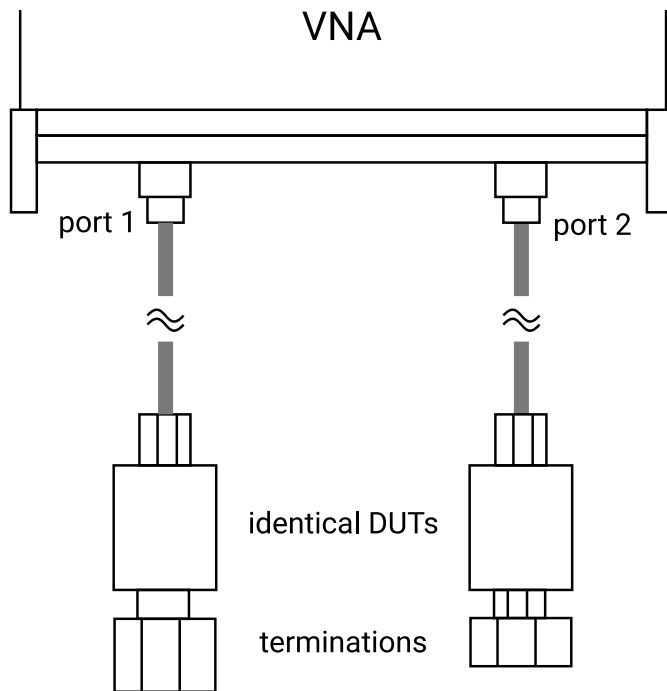 VNA
port 1
port 2
identical DUTs
terminations